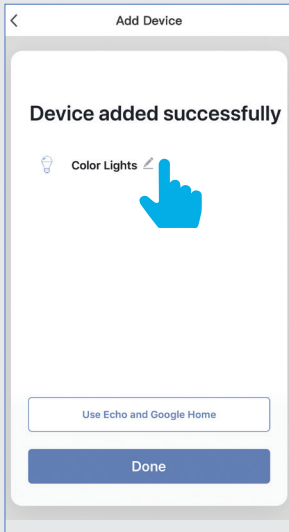 Add Device
Device added successfully
Color Lights
Use Echo and Google Home
Done